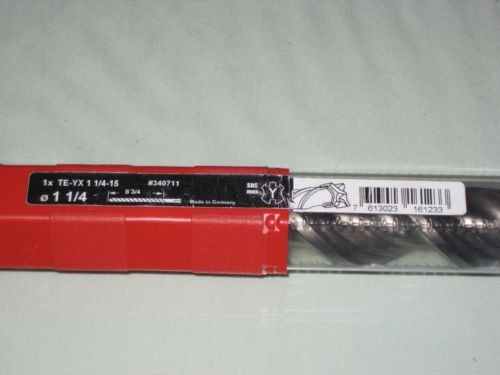 1x TE-YX 1 1/4-15 #340711
ø 1 1/4
8 3/4
Made in Germany
SDS max
Y
7 613023 161233